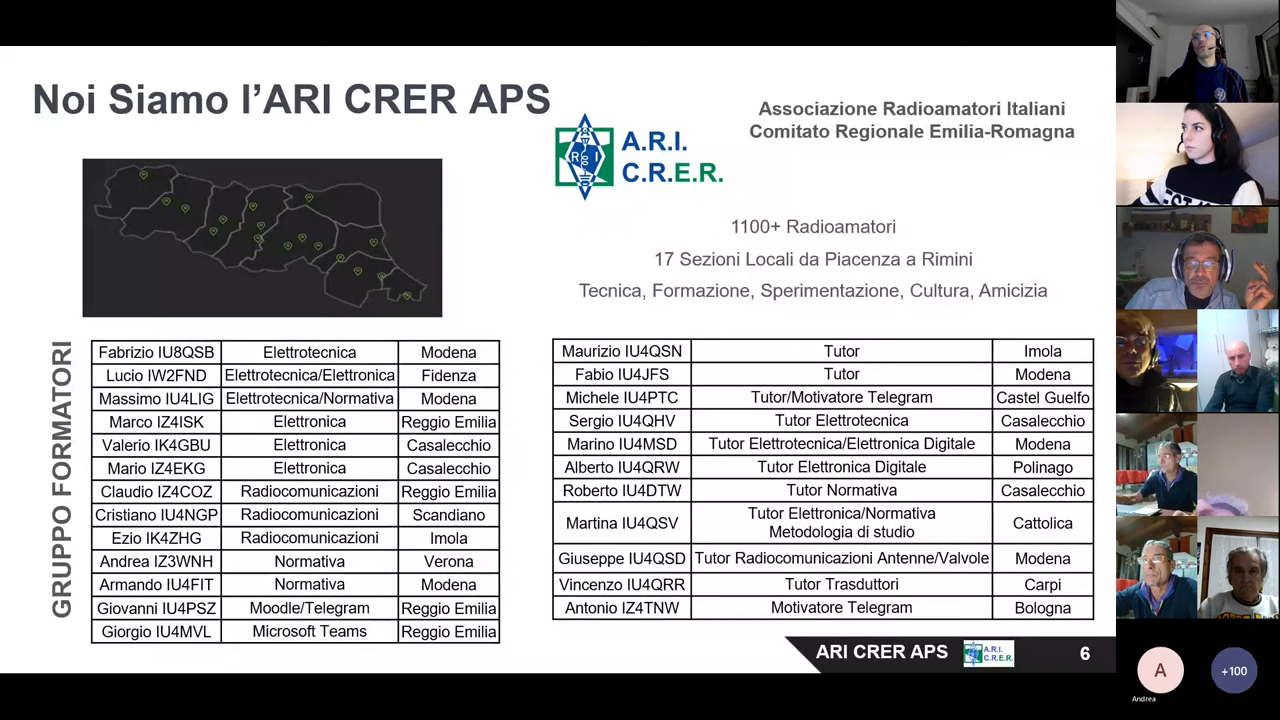 Noi Siamo l'ARI CRER APS
A.R.I.
C.R.E.R.
Associazione Radioamatori Italiani
Comitato Regionale Emilia-Romagna
1100+ Radioamatori
17 Sezioni Locali da Piacenza a Rimini
Tecnica, Formazione, Sperimentazione, Cultura, Amicizia
GRUPPO FORMATORI
Fabrizio IU8QSB Elettrotecnica Modena
Lucio IW2FND Elettrotecnica/Elettronica Fidenza
Massimo IU4LIG Elettrotecnica/Normativa Modena
Marco IZ4ISK Elettronica Reggio Emilia
Valerio IK4GBU Elettronica Casalecchio
Mario IZ4EKG Elettronica Casalecchio
Claudio IZ4COZ Radiocomunicazioni Reggio Emilia
Cristiano IU4NGP Radiocomunicazioni Scandiano
Ezio IK4ZHG Radiocomunicazioni Imola
Andrea IZ3WNH Normativa Verona
Armando IU4FIT Normativa Modena
Giovanni IU4PSZ Moodle/Telegram Reggio Emilia
Giorgio IU4MVL Microsoft Teams Reggio Emilia
Maurizio IU4QSN Tutor Imola
Fabio IU4JFS Tutor Modena
Michele IU4PTC Tutor/Motivatore Telegram Castel Guelfo
Sergio IU4QHV Tutor Elettrotecnica Casalecchio
Marino IU4MSD Tutor Elettrotecnica/Elettronica Digitale Modena
Alberto IU4QRW Tutor Elettronica Digitale Polinago
Roberto IU4DTW Tutor Normativa Casalecchio
Martina IU4QSV Tutor Elettronica/Normativa Metodologia di studio Cattolica
Giuseppe IU4QSD Tutor Radiocomunicazioni Antenne/Valvole Modena
Vincenzo IU4QRR Tutor Trasduttori Carpi
Antonio IZ4TNW Motivatore Telegram Bologna
ARI CRER APS
A.R.I.
C.R.E.R.
6
A
Andrea
+100